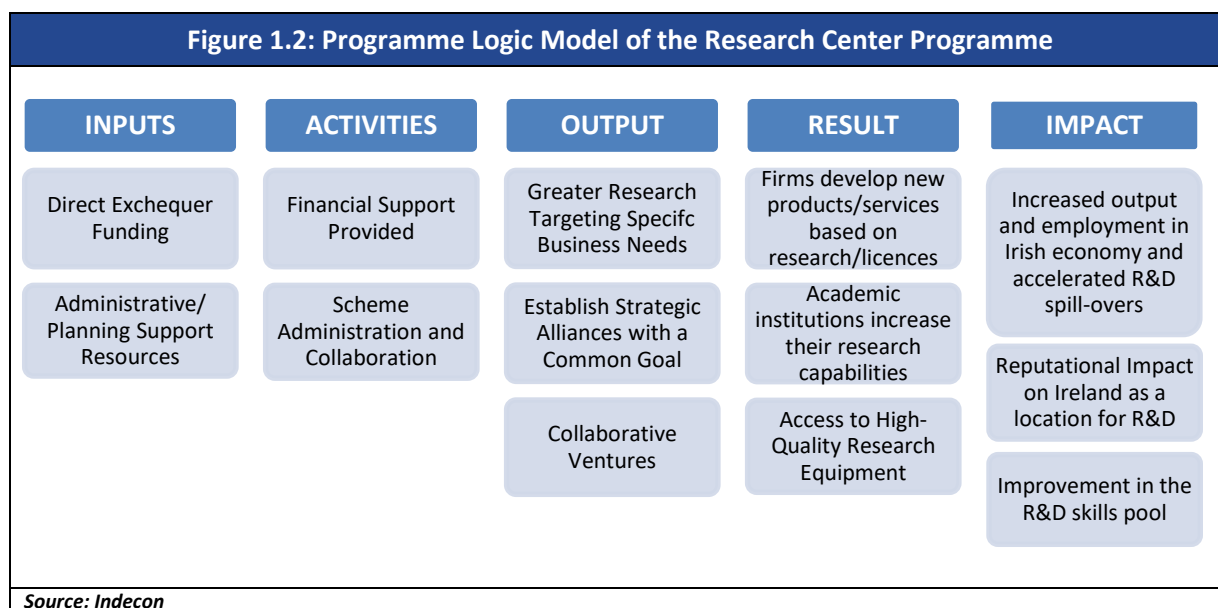 Figure 1.2: Programme Logic Model of the Research Center Programme
INPUTS
Direct Exchequer
Funding
Administrative/
Planning Support
Resources
ACTIVITIES
Financial Support
Provided
Scheme
Administration and
Collaboration
OUTPUT
Greater Research
Targeting Specifc
Business Needs
Establish Strategic
Alliances with a
Common Goal
Collaborative
Ventures
RESULT
Firms develop new
products/services
based on
research/licences
Academic
institutions increase
their research
capabilities
Access to High-
Quality Research
Equipment
IMPACT
Increased output
and employment in
Irish economy and
accelerated R&D
spill-overs
Reputational Impact
on Ireland as a
location for R&D
Improvement in the
R&D skills pool
Source: Indecon